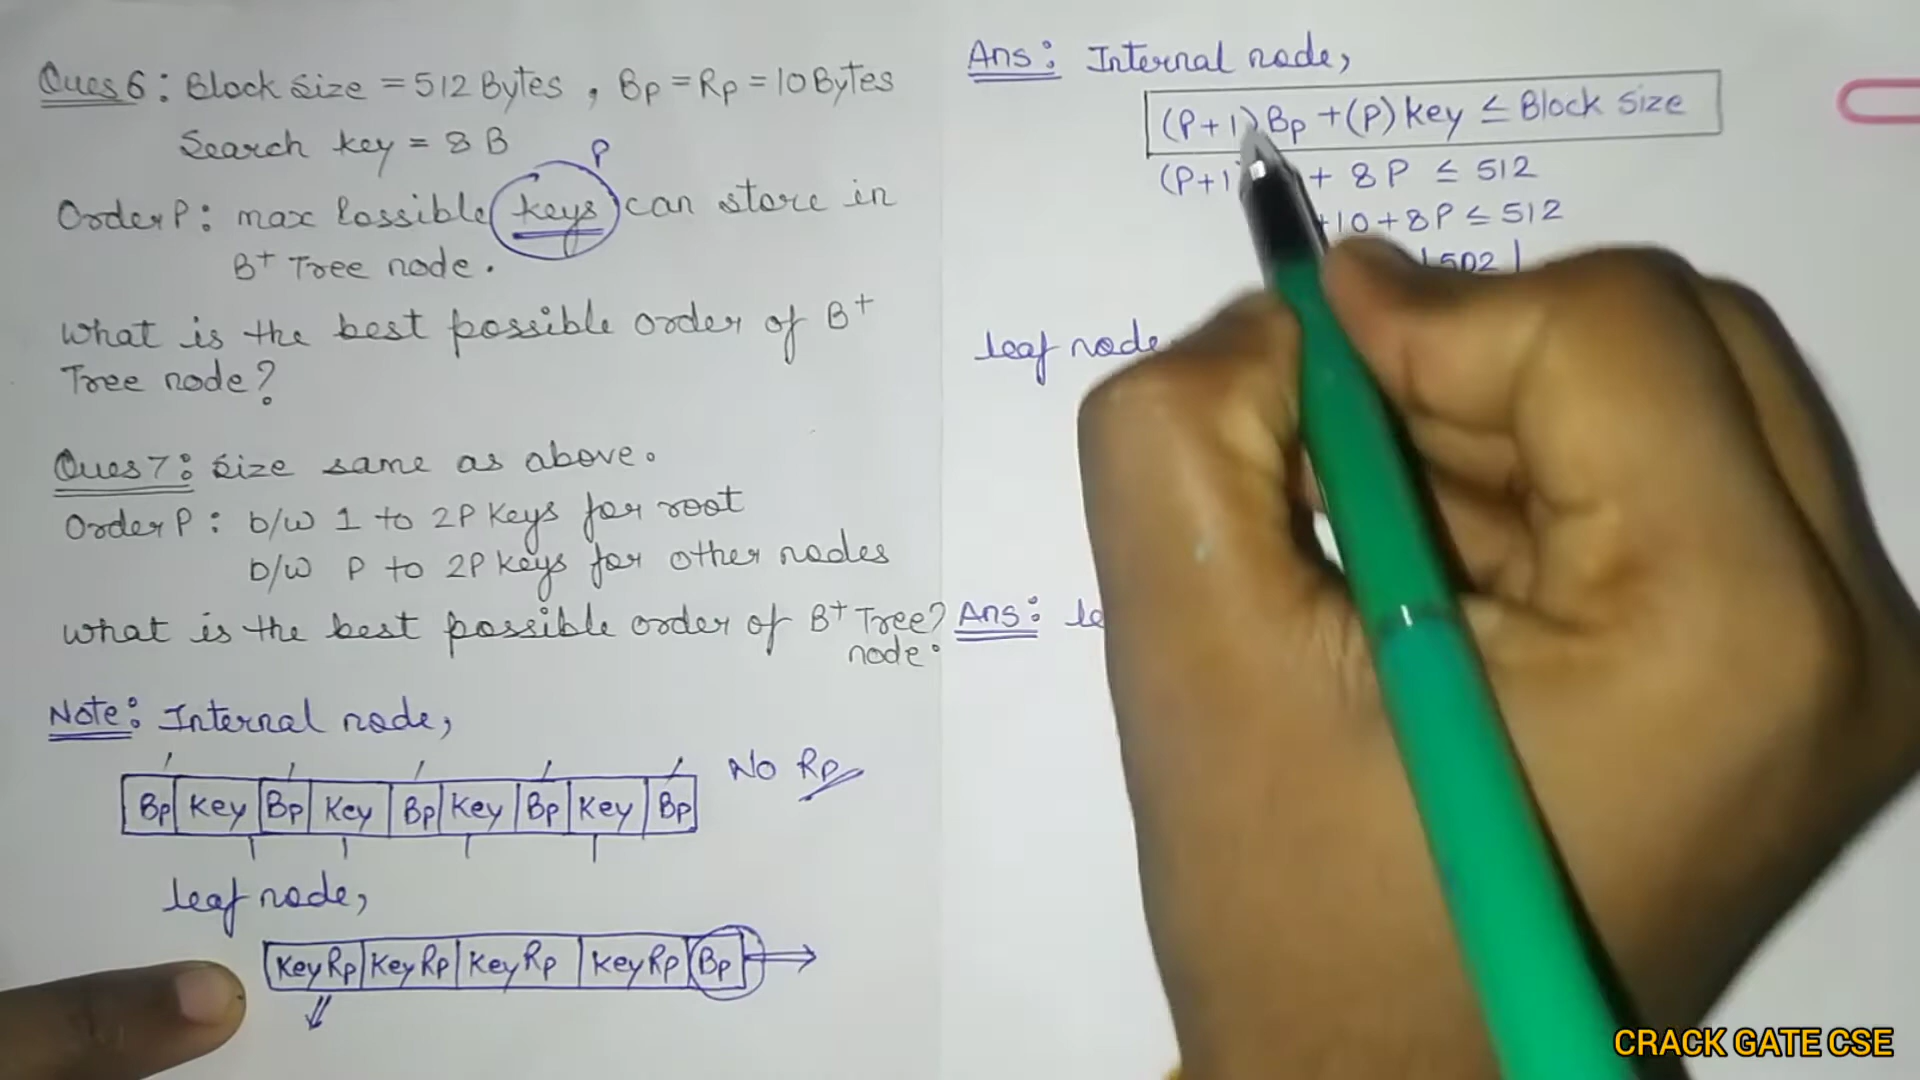 Ques 6: Block Size = 512 Bytes, Bp = Rp = 10 Bytes
Search key = 8 B
P
Order P: max Possible keys can store in
B+ Tree node.
What is the best possible order of B+
Tree node?
Ques 7: Size same as above.
Order P: b/w 1 to 2P Keys for root
b/w P to 2P keys for other nodes
What is the best possible order of B+ Tree?
node.
Note: Internal node,
Bp Key Bp Key Bp Key Bp Key Bp
No Rp
leaf node,
Key Rp Key Rp Key Rp Key Rp Bp
Ans: Internal node,
(P+1) Bp + (P) Key ≤ Block Size
(P+1 + 8P ≤ 512
+10+8P ≤ 512
502
leaf node
Ans: le
CRACK GATE CSE